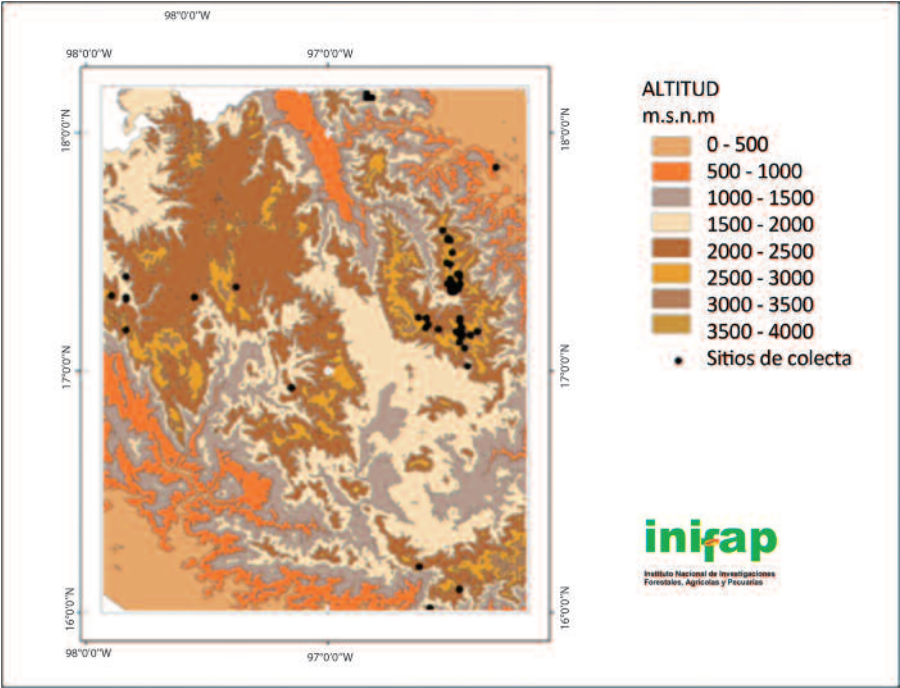 98°0'0"W
98°0'0"W
97°0'0"W
18°0'0"N
18°0'0"N
17°0'0"N
17°0'0"N
16°0'0"N
16°0'0"N
98°0'0"W
97°0'0"W
ALTITUD
m.s.n.m
0 - 500
500 - 1000
1000 - 1500
1500 - 2000
2000 - 2500
2500 - 3000
3000 - 3500
3500 - 4000
Sitios de colecta
inifap
Instituto Nacional de Investigaciones
Forestales, Agrícolas y Pecuarias